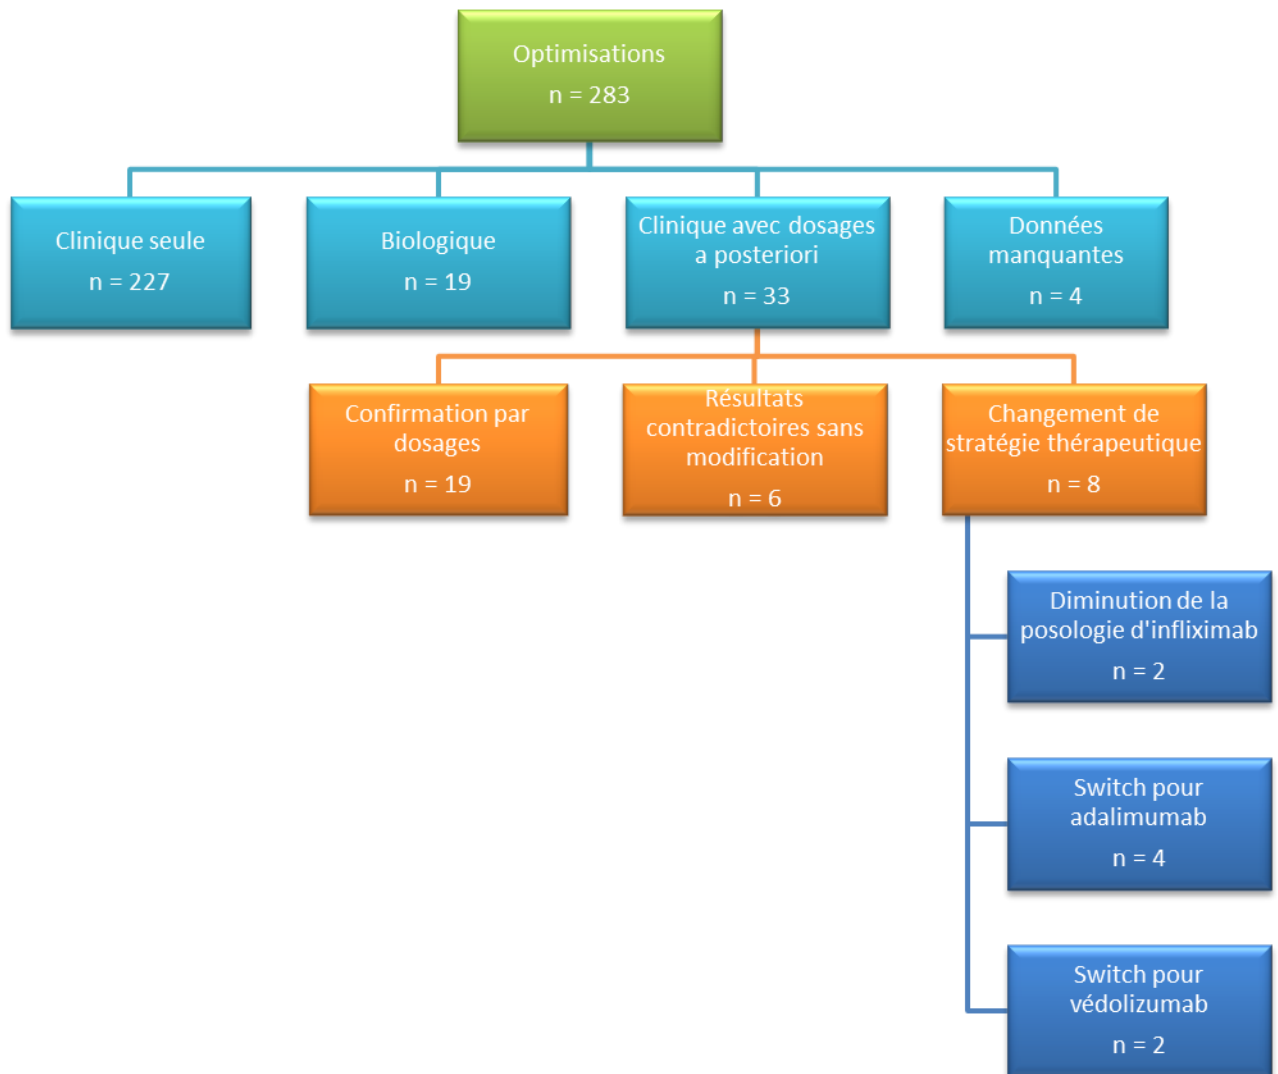 Optimisations
n = 283
Clinique seule
n = 227
Biologique
n = 19
Clinique avec dosages
a posteriori
n = 33
Données
manquantes
n = 4
Confirmation par
dosages
n = 19
Résultats
contradictoires sans
modification
n = 6
Changement de
stratégie thérapeutique
n = 8
Diminution de la
posologie d'infliximab
n = 2
Switch pour
adalimumab
n = 4
Switch pour
védolizumab
n = 2